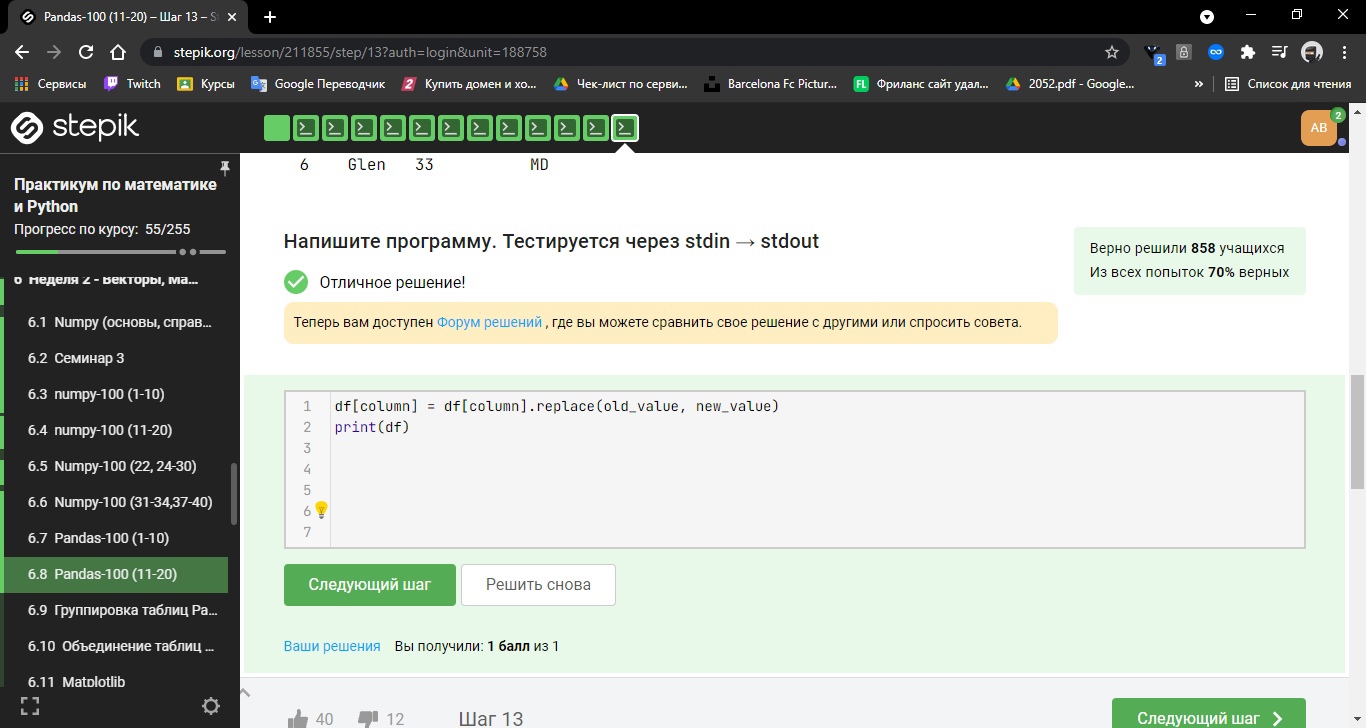 Pandas-100 (11-20) – Шаг 13 – S
stepik.org/lesson/211855/step/13?auth=login&unit=188758
2
Сервисы Twitch Курсы Google Переводчик Купить домен и хо... Чек-лист по серви... Barcelona Fc Pictur... FL Фриланс сайт удал... 2052.pdf - Google... » Список для чтения
stepik
АВ 2
6 Glen 33 MD
Практикум по математике
и Python
Прогресс по курсу: 55/255
6 Неделя 2 - Векторы, Ма...
6.1 Numpy (основы, справ...
6.2 Семинар 3
6.3 numpy-100 (1-10)
6.4 numpy-100 (11-20)
6.5 Numpy-100 (22, 24-30)
6.6 Numpy-100 (31-34,37-40)
6.7 Pandas-100 (1-10)
6.8 Pandas-100 (11-20)
6.9 Группировка таблиц Pa...
6.10 Объединение таблиц ...
6.11 Matplotlib
Напишите программу. Тестируется через stdin → stdout
Отличное решение!
Теперь вам доступен Форум решений , где вы можете сравнить свое решение с другими или спросить совета.
Верно решили 858 учащихся
Из всех попыток 70% верных
1 df[column] = df[column].replace(old_value, new_value)
2 print(df)
3
4
5
6
7
Следующий шаг Решить снова
Ваши решения Вы получили: 1 балл из 1
40 12 Шаг 13 Следующий шаг